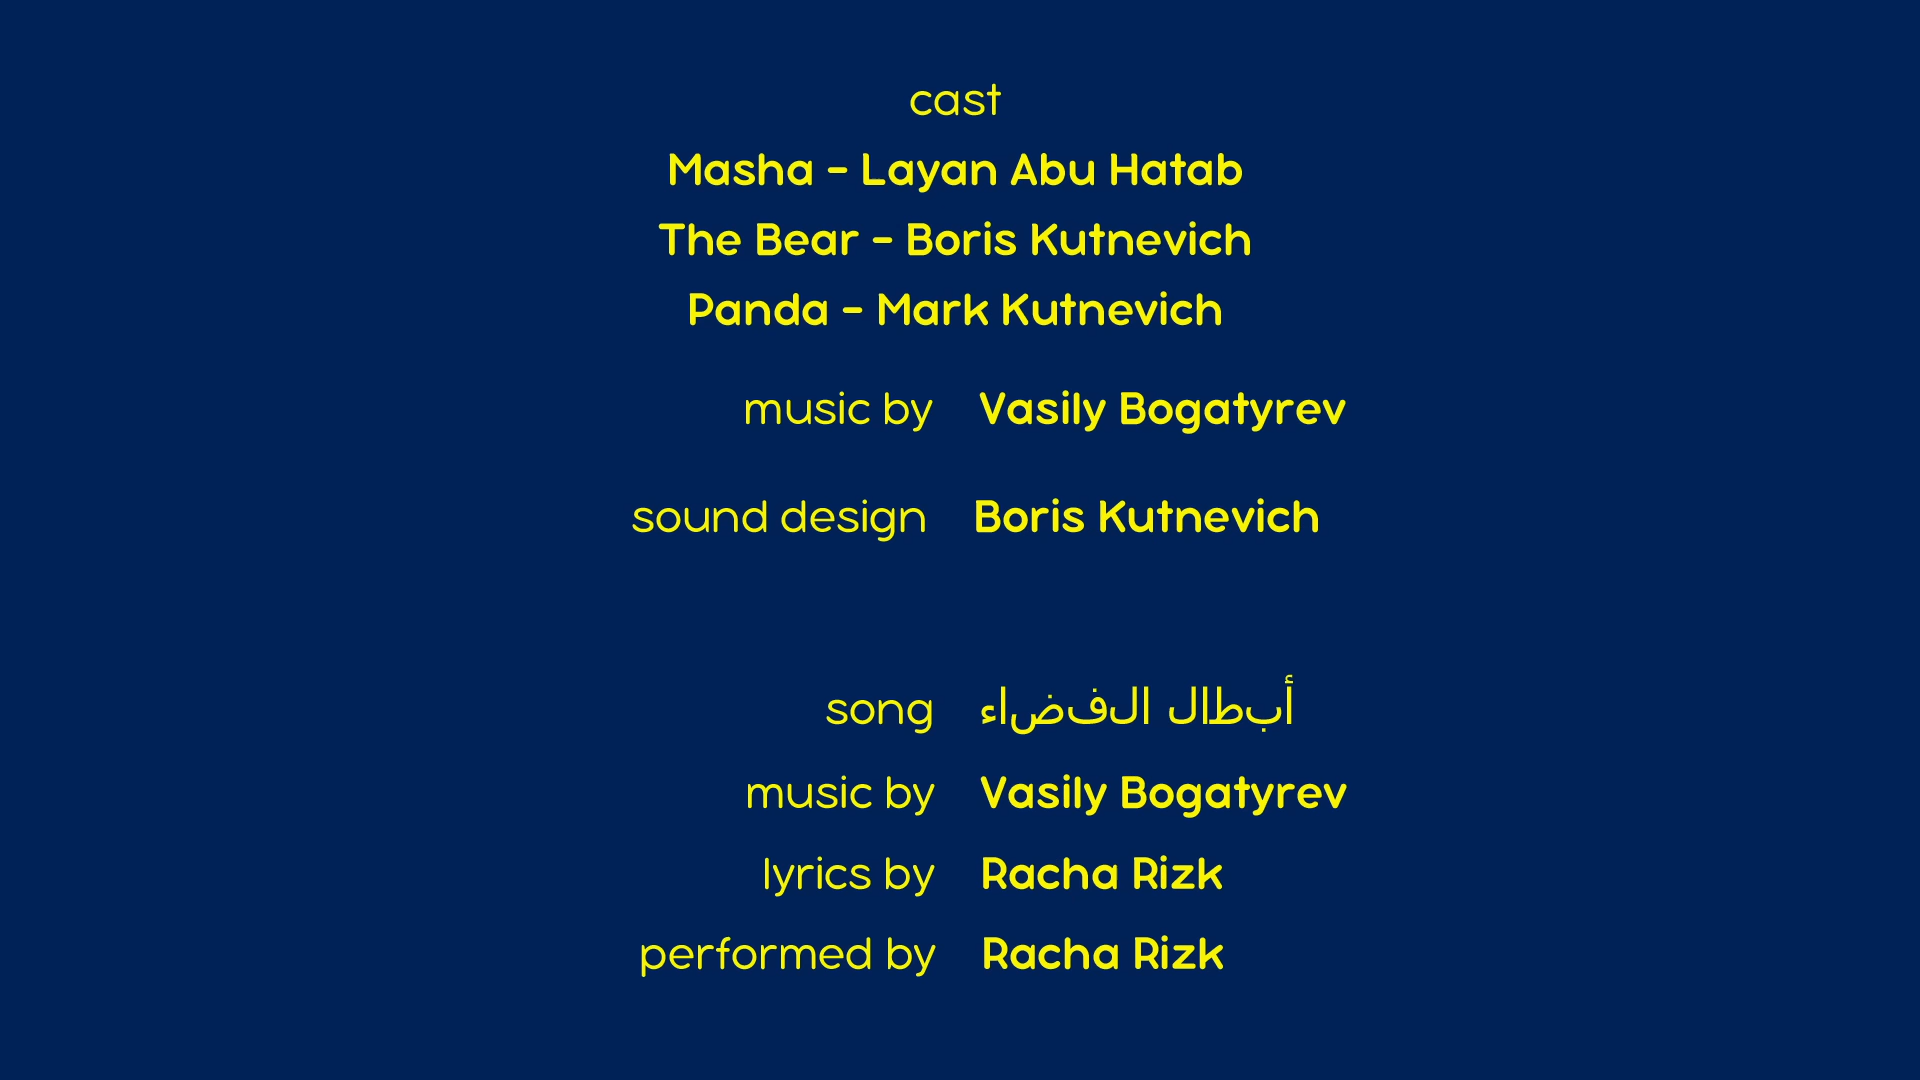 cast
Masha - Layan Abu Hatab
The Bear - Boris Kutnevich
Panda - Mark Kutnevich
music by Vasily Bogatyrev
sound design Boris Kutnevich
song أبطال الفضاء
music by Vasily Bogatyrev
lyrics by Racha Rizk
performed by Racha Rizk